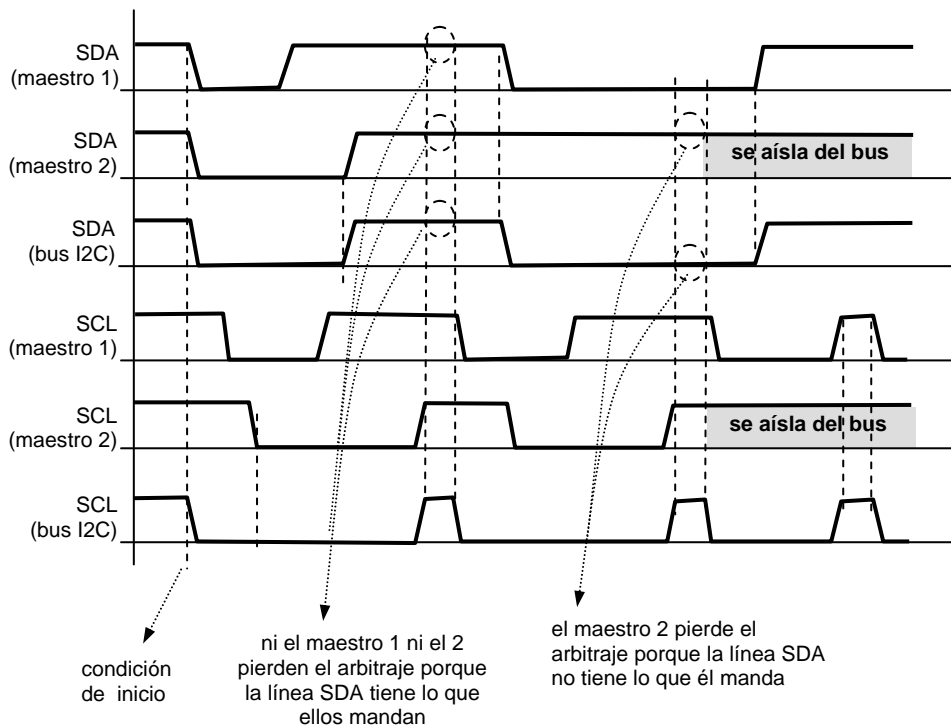 SDA
(maestro 1)
SDA
(maestro 2)
se aísla del bus
SDA
(bus I2C)
SCL
(maestro 1)
SCL
(maestro 2)
se aísla del bus
SCL
(bus I2C)
condición
de inicio
ni el maestro 1 ni el 2
pierden el arbitraje porque
la línea SDA tiene lo que
ellos mandan
el maestro 2 pierde el
arbitraje porque la línea SDA
no tiene lo que él manda